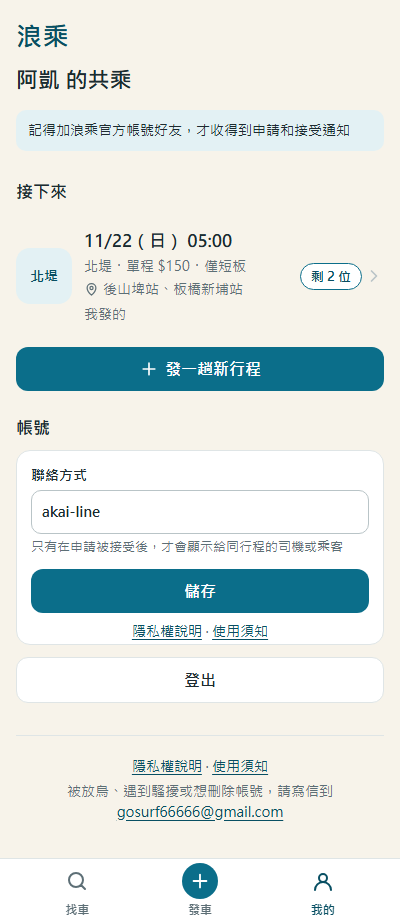 浪乘
阿凱 的共乘
記得加浪乘官方帳號好友，才收得到申請和接受通知
接下來
北堤
11/22（日）05:00
北堤 · 單程 $150 · 僅短板
後山埤站、板橋新埔站
我發的
剩 2 位
＋ 發一趟新行程
帳號
聯絡方式
akai-line
只有在申請被接受後，才會顯示給同行程的司機或乘客
儲存
隱私權說明 · 使用須知
登出
隱私權說明 · 使用須知
被放鳥、遇到騷擾或想刪除帳號，請寫信到
gosurf66666@gmail.com
找車
發車
我的